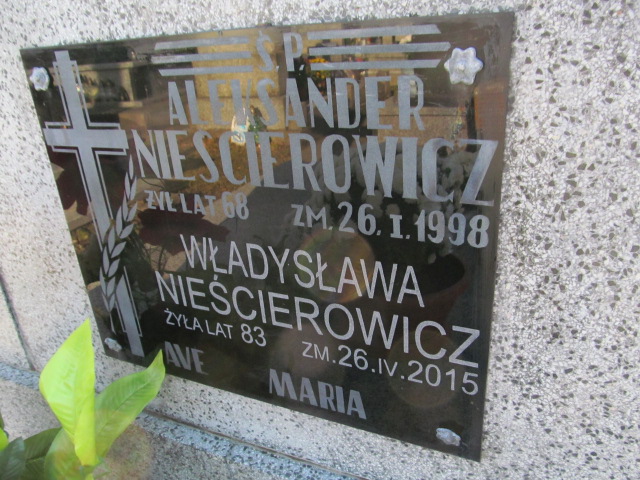 Ś. P.
ALEKSANDER
NIEŚCIEROWICZ
ŻYŁ LAT 68 ZM. 26. I. 1998
WŁADYSŁAWA
NIEŚCIEROWICZ
ŻYŁA LAT 83 ZM. 26. IV. 2015
AVE MARIA